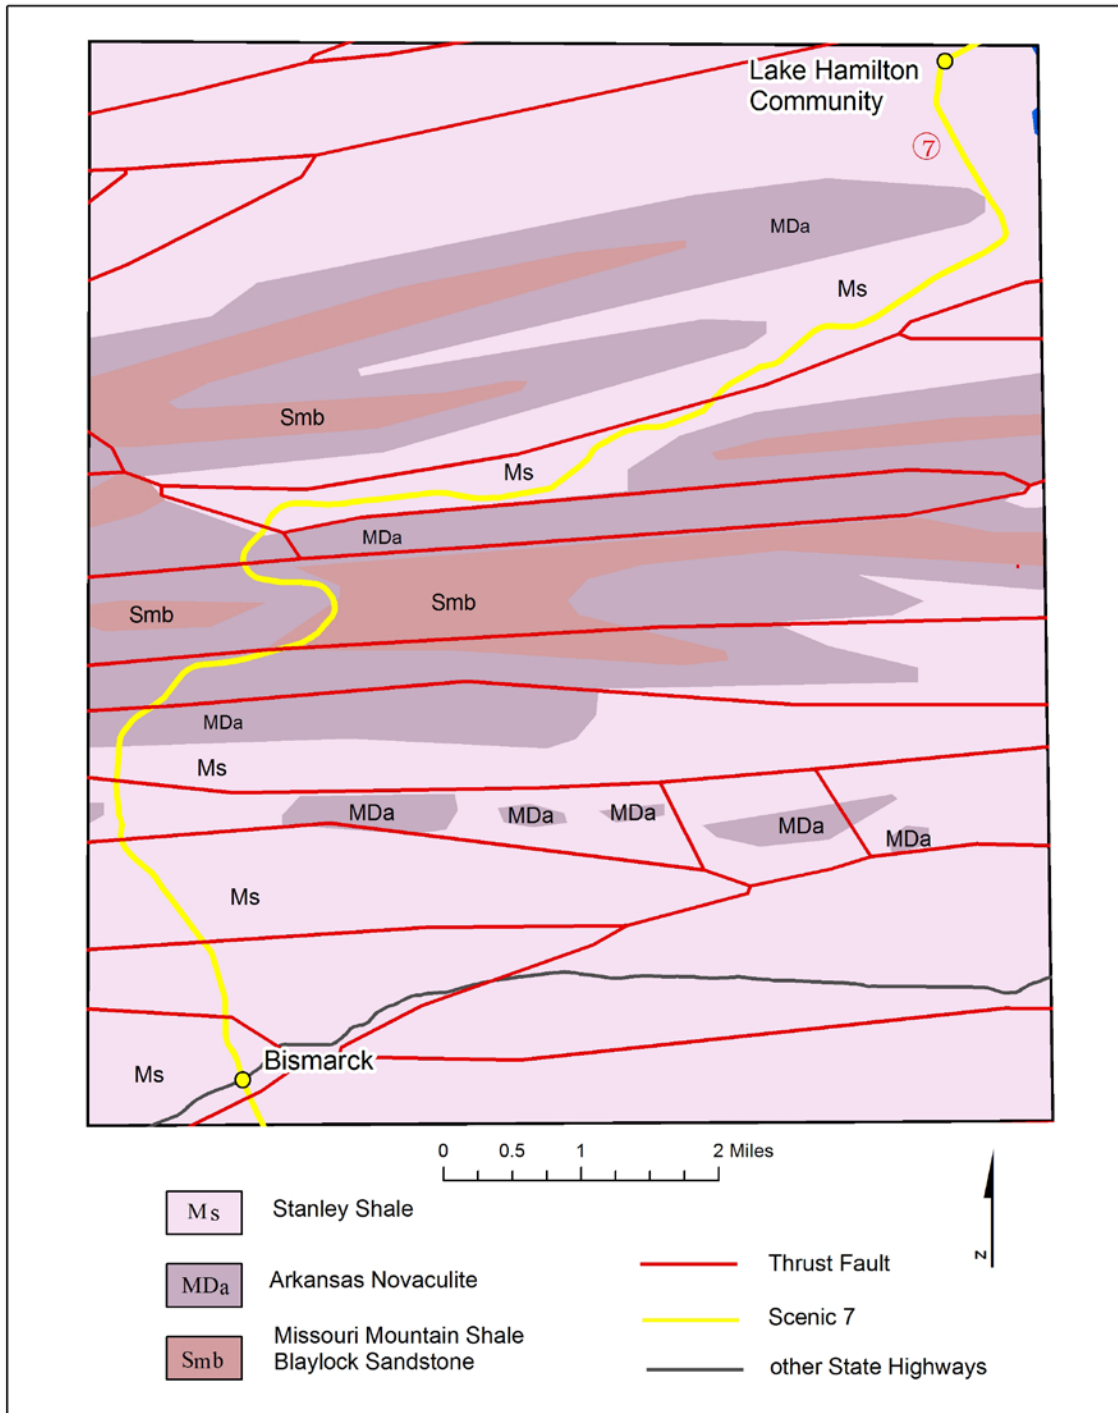 Lake Hamilton
Community
7
MDa
Ms
Smb
Ms
MDa
Smb
Smb
MDa
Ms
MDa
MDa
MDa
MDa
MDa
Ms
Bismarck
Ms
0 0.5 1 2 Miles
Ms Stanley Shale
N
MDa Arkansas Novaculite
Thrust Fault
Scenic 7
Smb Missouri Mountain Shale
Blaylock Sandstone
other State Highways